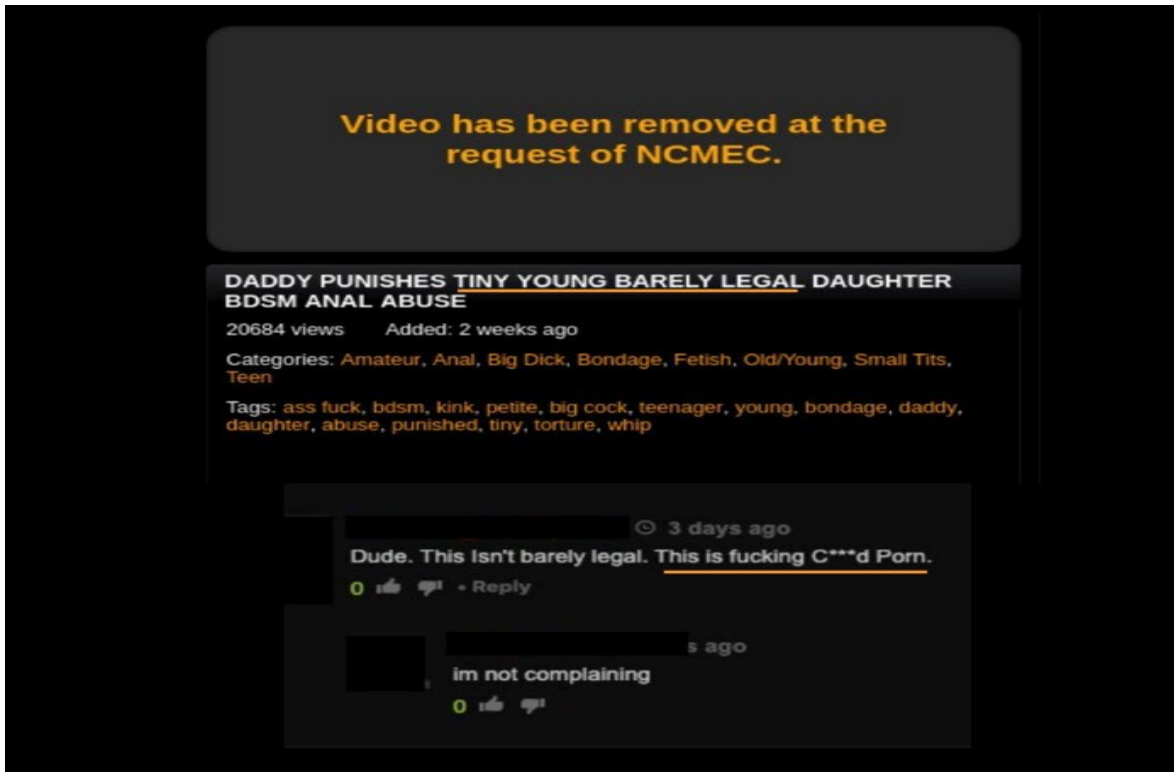 Video has been removed at the
request of NCMEC.
DADDY PUNISHES TINY YOUNG BARELY LEGAL DAUGHTER
BDSM ANAL ABUSE
20684 views Added: 2 weeks ago
Categories: Amateur, Anal, Big Dick, Bondage, Fetish, Old/Young, Small Tits,
Teen
Tags: ass fuck, bdsm, kink, petite, big cock, teenager, young, bondage, daddy,
daughter, abuse, punished, tiny, torture, whip
3 days ago
Dude. This Isn't barely legal. This is fucking C***d Porn.
0 • Reply
s ago
im not complaining
0